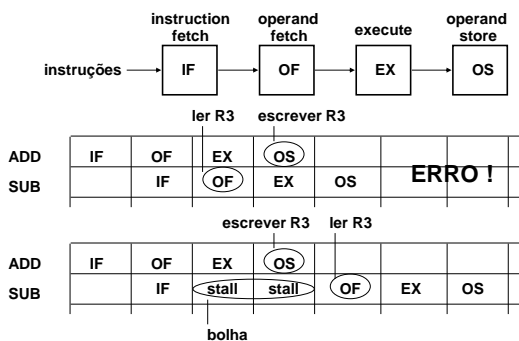 instruction fetch
operand fetch
execute
operand store
instruções
IF
OF
EX
OS
ler R3
escrever R3
ADD IF OF EX OS
SUB IF OF EX OS
ERRO !
escrever R3
ler R3
ADD IF OF EX OS
SUB IF stall stall OF EX OS
bolha